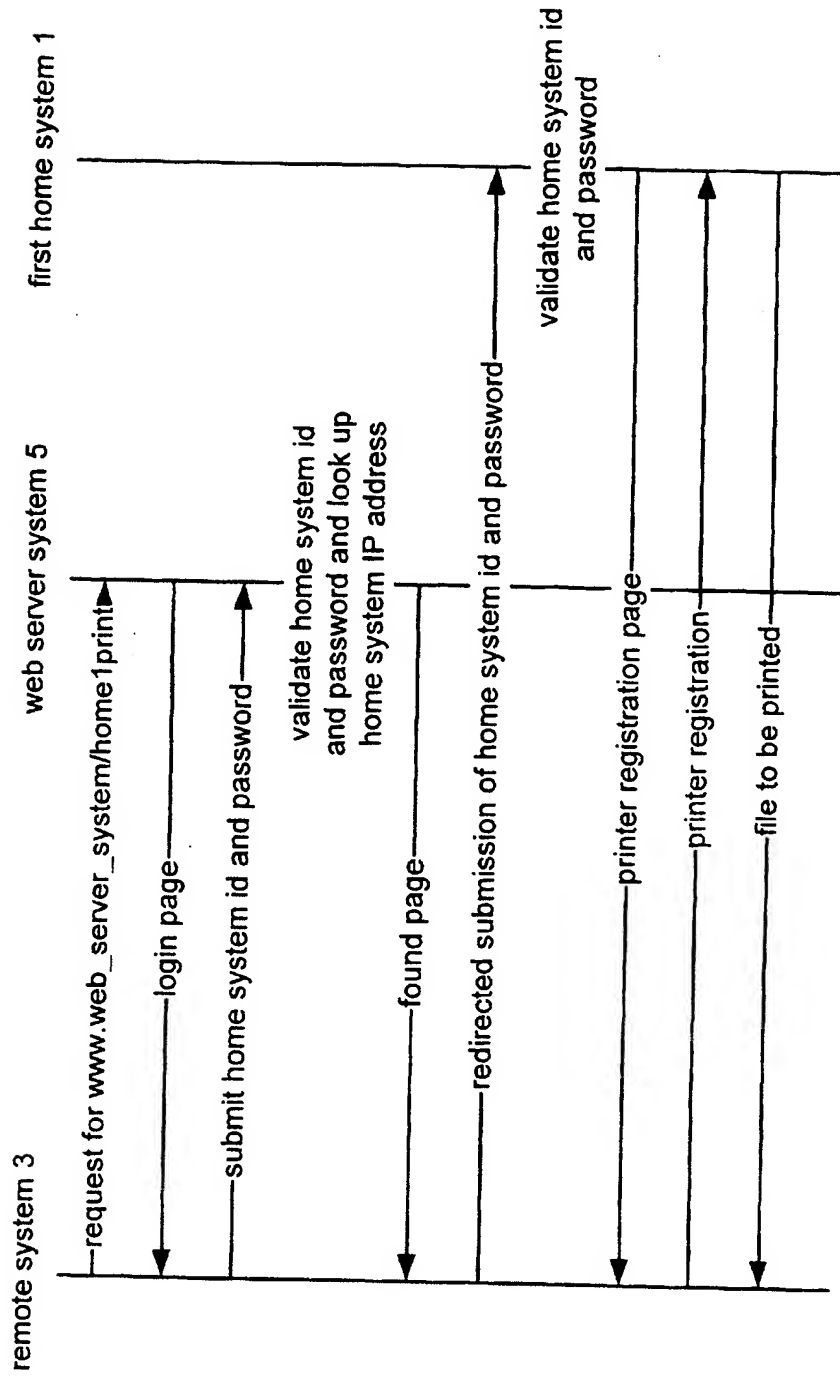 remote system 3
web server system 5
first home system 1
request for www.web_server_system/home1print
login page
submit home system id and password
validate home system id
and password and look up
home system IP address
found page
redirected submission of home system id and password
validate home system id
and password
printer registration page
printer registration
file to be printed